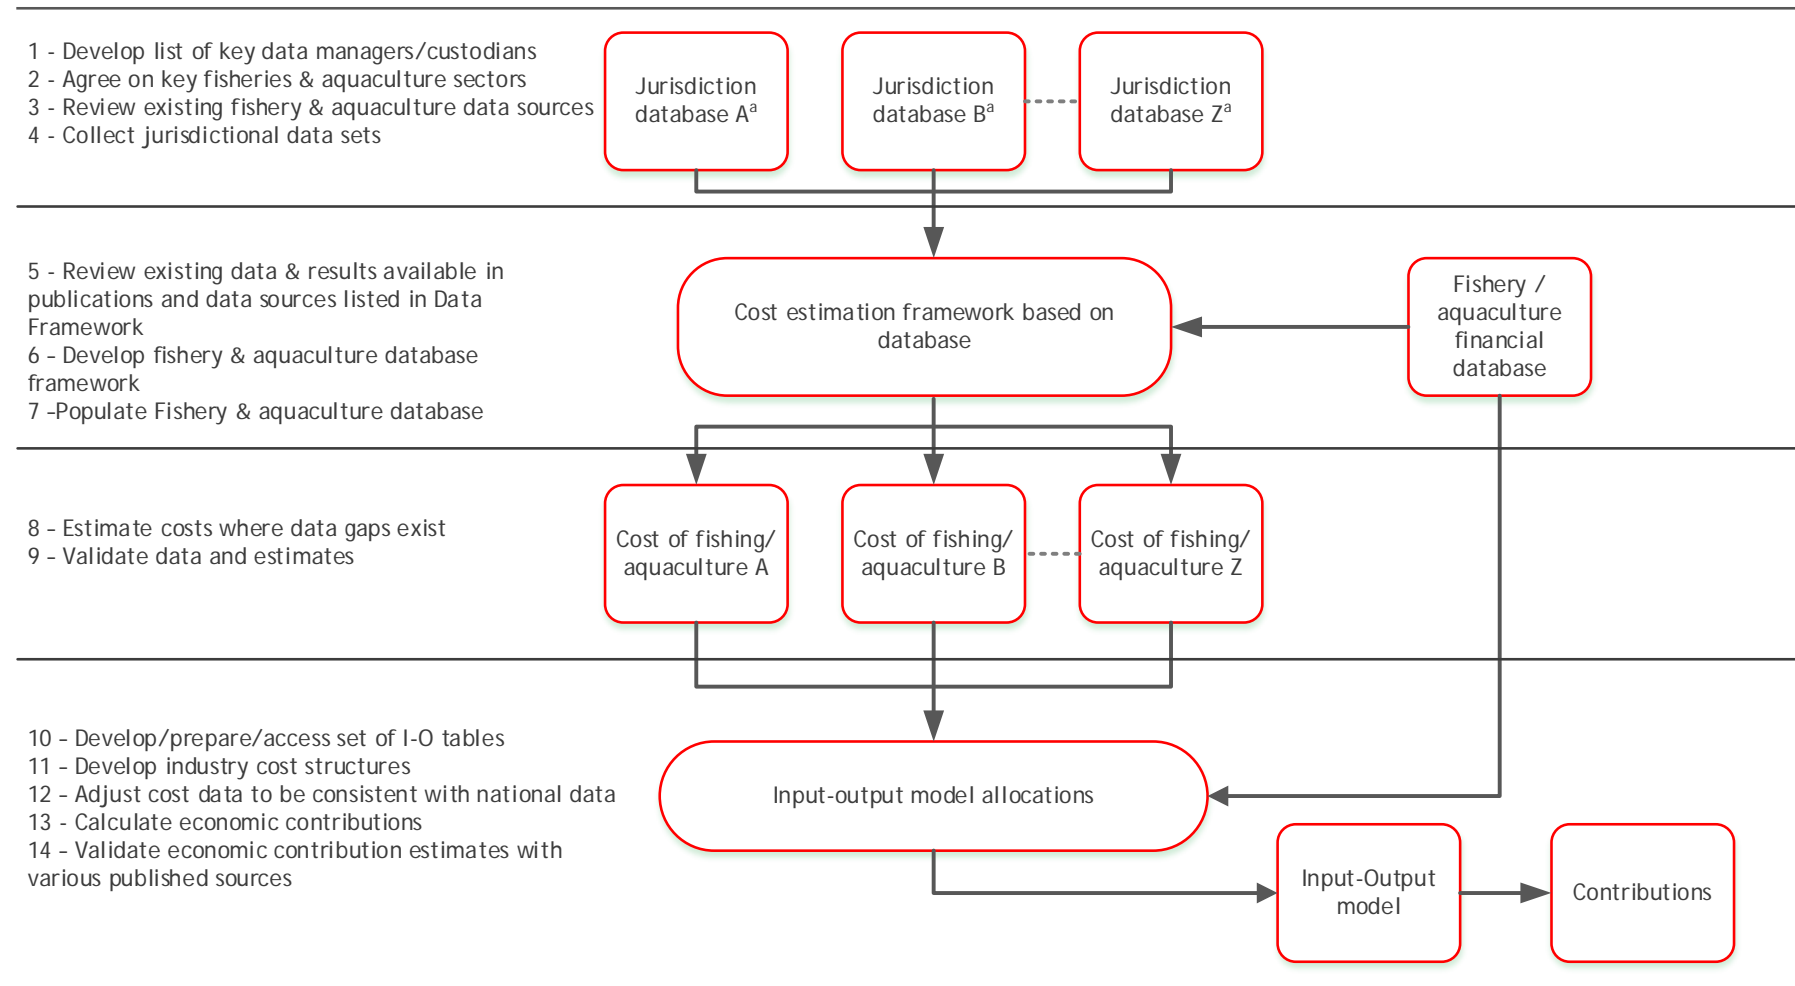 1 - Develop list of key data managers/custodians
2 - Agree on key fisheries & aquaculture sectors
3 - Review existing fishery & aquaculture data sources
4 - Collect jurisdictional data sets
Jurisdiction
database Aᵃ
Jurisdiction
database Bᵃ
Jurisdiction
database Zᵃ
5 - Review existing data & results available in
publications and data sources listed in Data
Framework
6 – Develop fishery & aquaculture database
framework
7 –Populate Fishery & aquaculture database
Cost estimation framework based on
database
Fishery /
aquaculture
financial
database
8 – Estimate costs where data gaps exist
9 – Validate data and estimates
Cost of fishing/
aquaculture A
Cost of fishing/
aquaculture B
Cost of fishing/
aquaculture Z
10 – Develop/prepare/access set of I-O tables
11 – Develop industry cost structures
12 – Adjust cost data to be consistent with national data
13 - Calculate economic contributions
14 – Validate economic contribution estimates with
various published sources
Input-output model allocations
Input-Output
model
Contributions